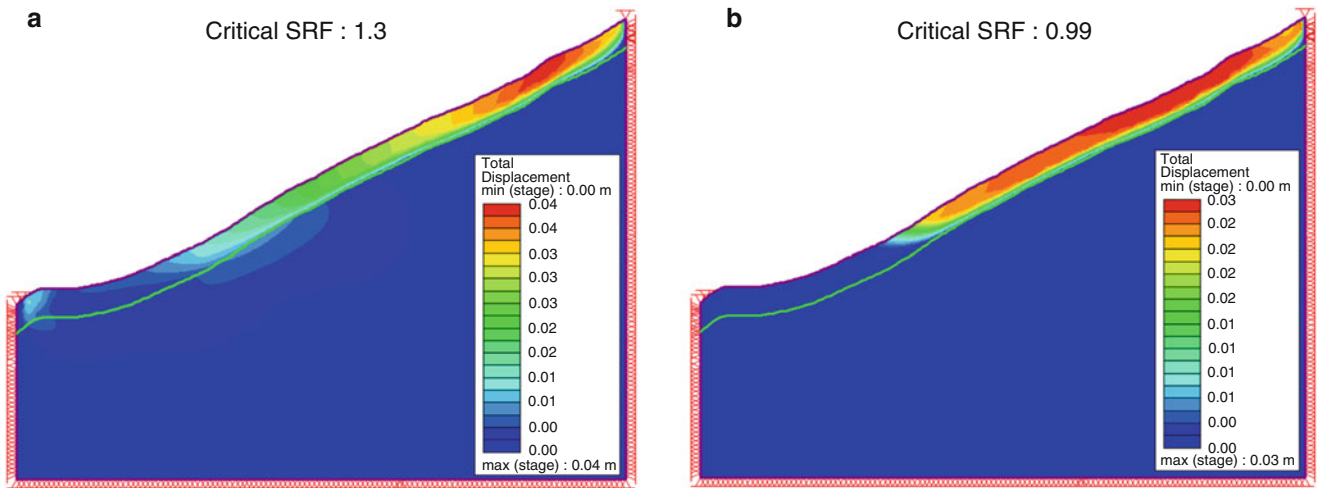 a
Critical SRF : 1.3
Total
Displacement
min (stage) : 0.00 m
0.04
0.04
0.03
0.03
0.03
0.02
0.02
0.01
0.01
0.00
0.00
max (stage) : 0.04 m
b
Critical SRF : 0.99
Total
Displacement
min (stage) : 0.00 m
0.03
0.02
0.02
0.02
0.02
0.01
0.01
0.01
0.01
0.00
0.00
max (stage) : 0.03 m